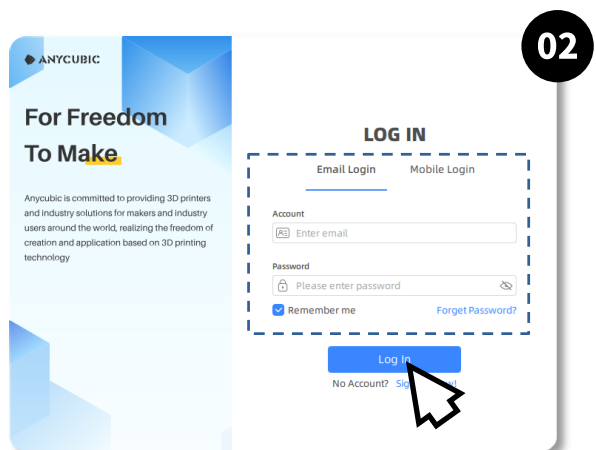 02
ANYCUBIC
For Freedom
To Make
Anycubic is committed to providing 3D printers
and industry solutions for makers and industry
users around the world, realizing the freedom of
creation and application based on 3D printing
technology
LOG IN
Email Login Mobile Login
Account
Enter email
Password
Please enter password
Remember me Forget Password?
Log In
No Account?